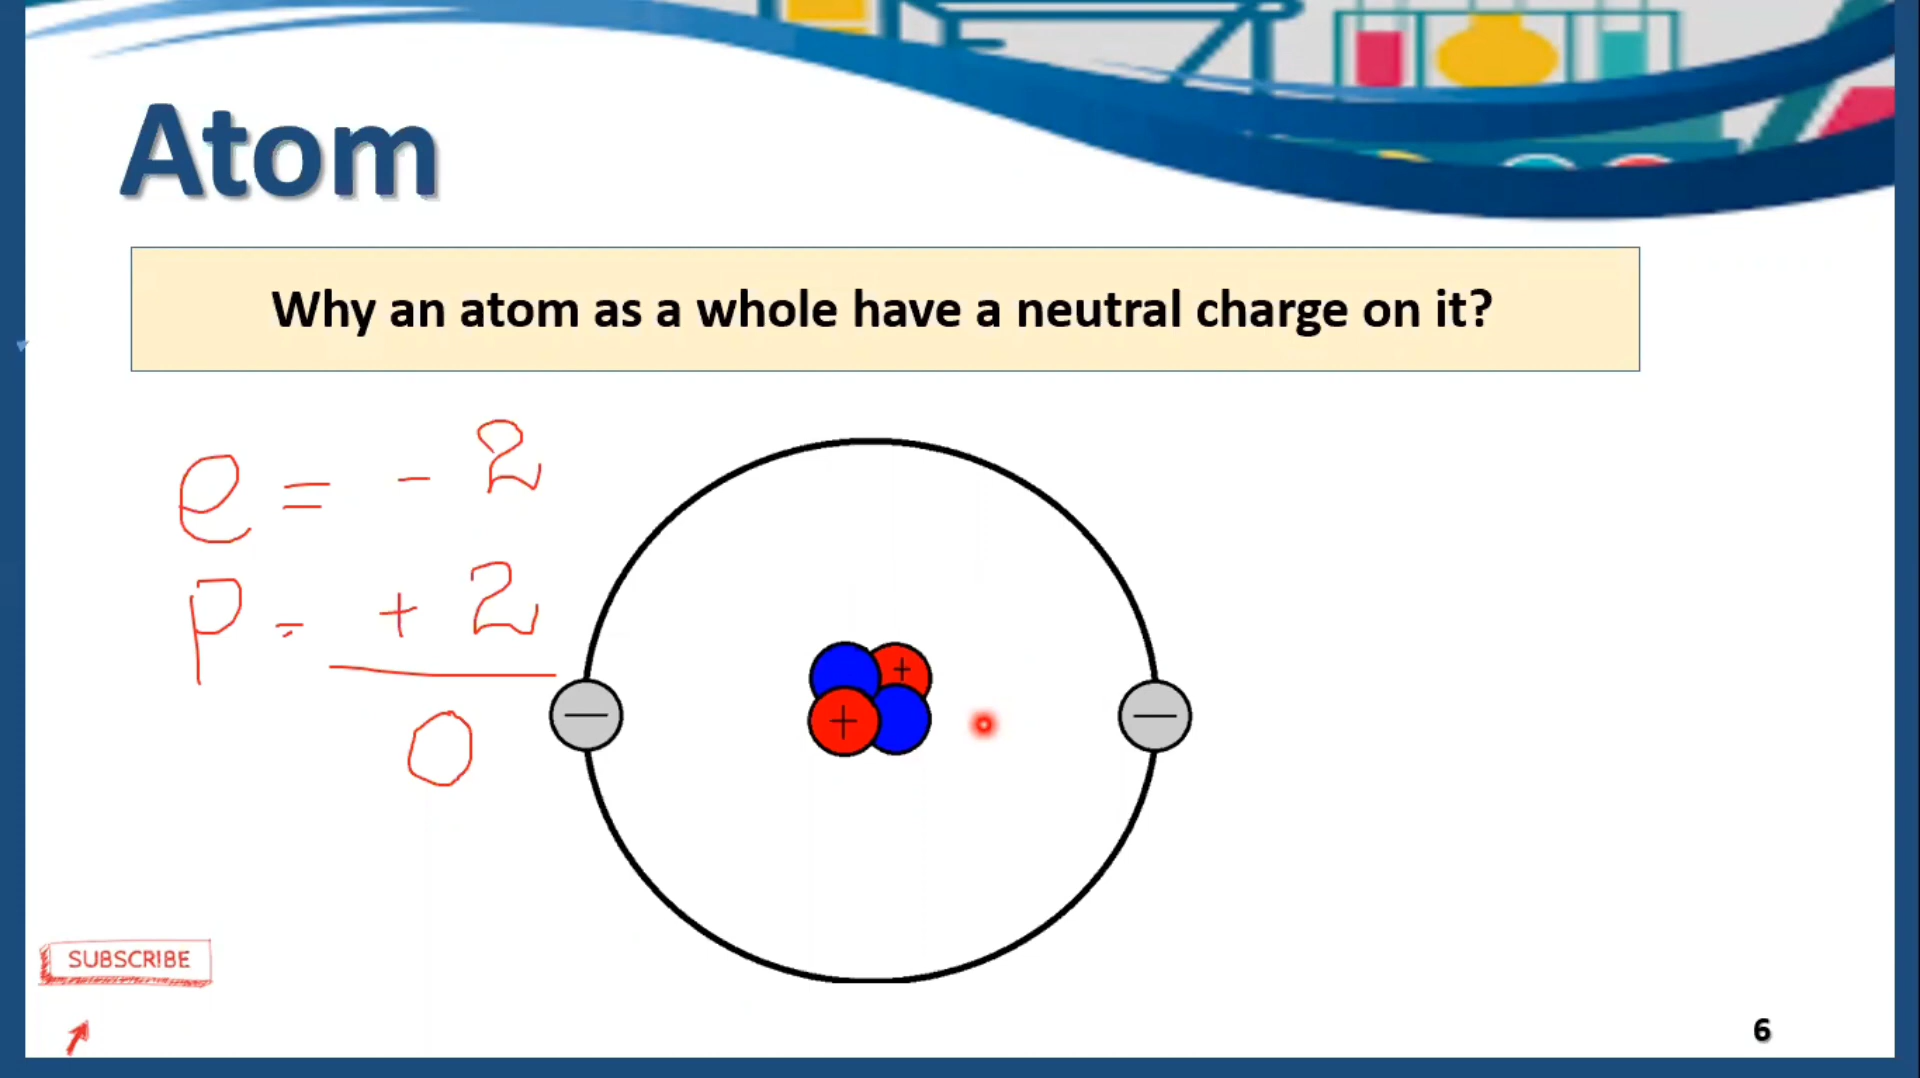 Atom
Why an atom as a whole have a neutral charge on it?
e = - 2
p = + 2
0
+
+
—
—
SUBSCRIBE
6